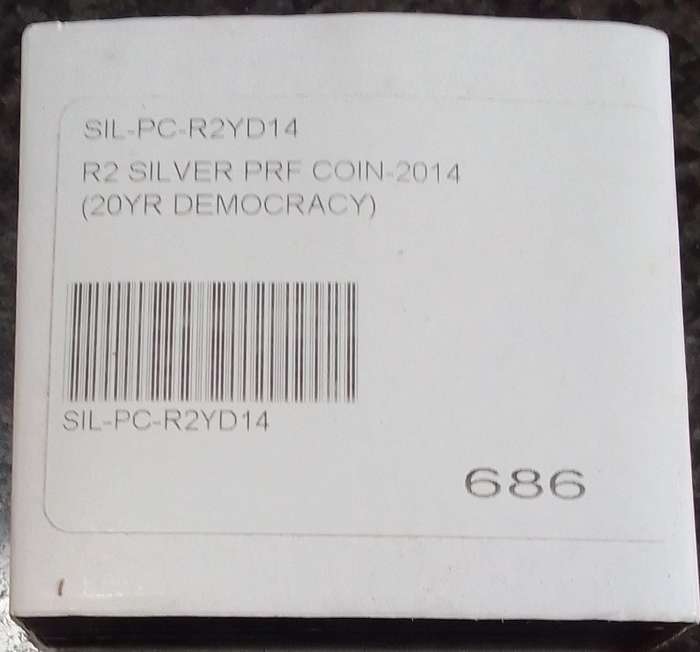 SIL-PC-R2YD14
R2 SILVER PRF COIN-2014
(20YR DEMOCRACY)
SIL-PC-R2YD14
686